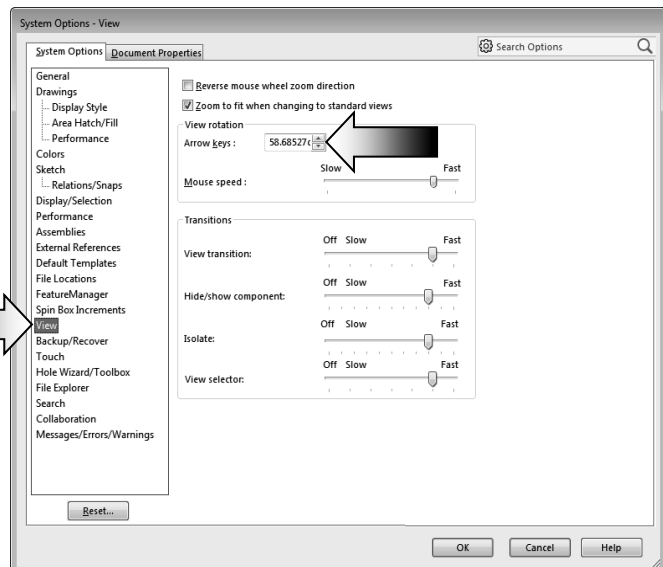 System Options - View
System Options Document Properties
Search Options
General
Drawings
Display Style
Area Hatch/Fill
Performance
Colors
Sketch
Relations/Snaps
Display/Selection
Performance
Assemblies
External References
Default Templates
File Locations
FeatureManager
Spin Box Increments
View
Backup/Recover
Touch
Hole Wizard/Toolbox
File Explorer
Search
Collaboration
Messages/Errors/Warnings
Reset...
Reverse mouse wheel zoom direction
Zoom to fit when changing to standard views
View rotation
Arrow keys :
Slow Fast
Mouse speed :
Transitions
Off Slow Fast
View transition:
Off Slow Fast
Hide/show component:
Off Slow Fast
Isolate:
Off Slow Fast
View selector:
OK Cancel Help